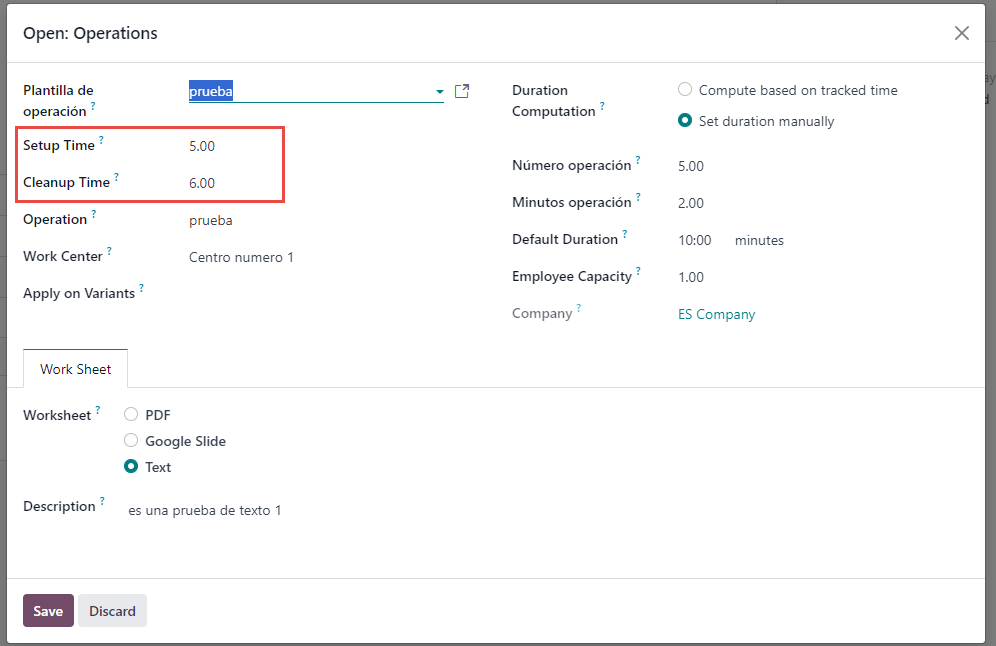 Open: Operations
Plantilla de
operación ?
prueba
Setup Time ? 5.00
Cleanup Time ? 6.00
Operation ? prueba
Work Center ? Centro numero 1
Apply on Variants ?
Duration
Computation ?
Compute based on tracked time
Set duration manually
Número operación ? 5.00
Minutos operación ? 2.00
Default Duration ? 10:00 minutes
Employee Capacity ? 1.00
Company ? ES Company
Work Sheet
Worksheet ? PDF
Google Slide
Text
Description ? es una prueba de texto 1
Save Discard